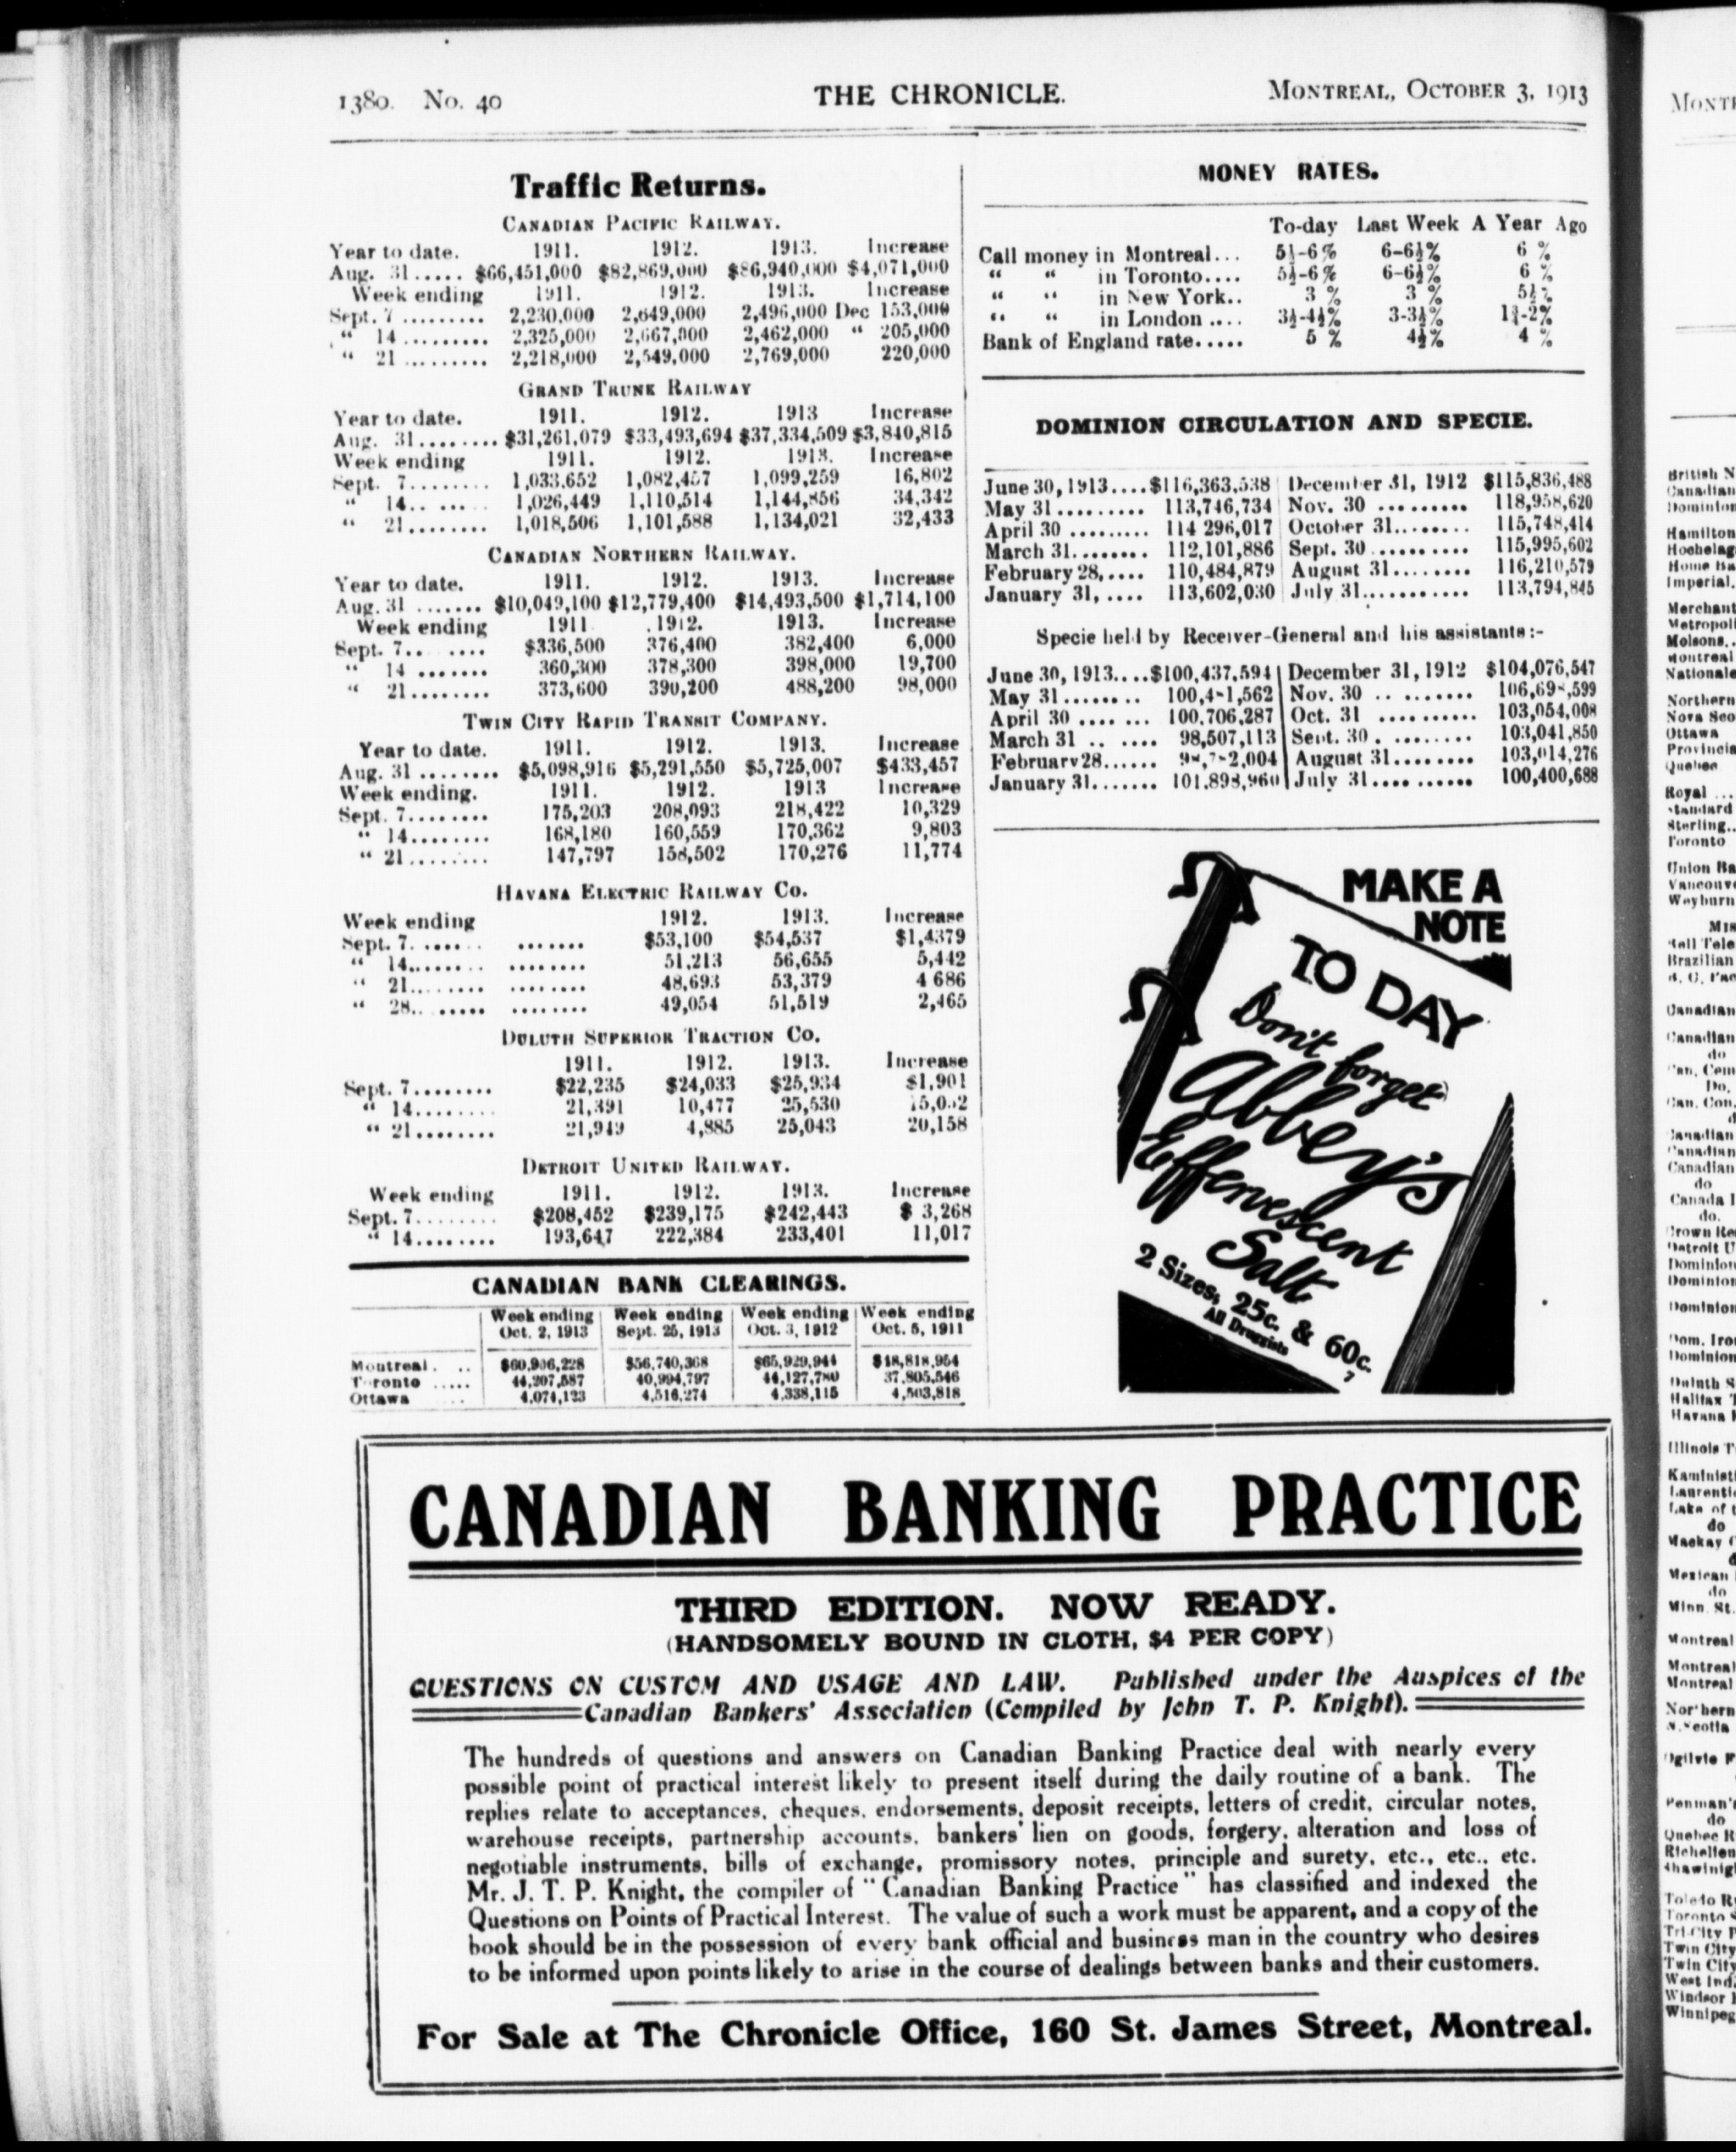 1380. No. 40 THE CHRONICLE. MONTREAL, OCTOBER 3, 1913
Traffic Returns.
CANADIAN PACIFIC RAILWAY.
Year to date. 1911. 1912. 1913. Increase
Aug. 31..... $66,451,000 $82,869,000 $86,940,000 $4,071,000
Week ending 1911. 1912. 1913. Increase
Sept. 7......... 2,230,000 2,649,000 2,496,000 Dec 153,000
“ 14......... 2,325,000 2,667,000 2,462,000 “ 205,000
“ 21......... 2,218,000 2,549,000 2,769,000 220,000
GRAND TRUNK RAILWAY
Year to date. 1911. 1912. 1913 Increase
Aug. 31........ $31,261,079 $33,493,694 $37,334,509 $3,840,815
Week ending 1911. 1912. 1913. Increase
Sept. 7........ 1,033,652 1,082,457 1,099,259 16,802
“ 14........ 1,026,449 1,110,514 1,144,856 34,342
“ 21........ 1,018,506 1,101,588 1,134,021 32,433
CANADIAN NORTHERN RAILWAY.
Year to date. 1911. 1912. 1913. Increase
Aug. 31 ....... $10,049,100 $12,779,400 $14,493,500 $1,714,100
Week ending 1911 1912. 1913. Increase
Sept. 7.. .... $336,500 376,400 382,400 6,000
“ 14 ....... 360,300 378,300 398,000 19,700
“ 21........ 373,600 390,200 488,200 98,000
TWIN CITY RAPID TRANSIT COMPANY.
Year to date. 1911. 1912. 1913. Increase
Aug. 31 ........ $5,098,916 $5,291,550 $5,725,007 $433,457
Week ending. 1911. 1912. 1913 Increase
Sept. 7........ 175,203 208,093 218,422 10,329
“ 14........ 168,180 160,559 170,362 9,803
“ 21........ 147,797 158,502 170,276 11,774
HAVANA ELECTRIC RAILWAY CO.
Week ending 1912. 1913. Increase
Sept. 7. ...... ....... $53,100 $54,537 $1,4379
“ 14........ ........ 51,213 56,655 5,442
“ 21........ ........ 48,693 53,379 4 686
“ 28.. ..... ........ 49,054 51,519 2,465
DULUTH SUPERIOR TRACTION CO.
1911. 1912. 1913. Increase
Sept. 7........ $22,235 $24,033 $25,934 $1,901
“ 14........ 21,391 10,477 25,530
“ 21........ 21,949 4,885 25,043 20,158
DETROIT UNITED RAILWAY.
Week ending 1911. 1912. 1913. Increase
Sept. 7........ $208,452 $239,175 $242,443 $ 3,268
“ 14........ 193,647 222,384 233,401 11,017
CANADIAN BANK CLEARINGS.
Week ending Week ending Week ending Week ending
Oct. 2, 1913 Sept. 25, 1913 Oct. 3, 1912 Oct. 5, 1911
Montreal. .. $60,936,228 $56,740,368 $65,929,944 $48,818,954
Toronto ..... 44,207,587 40,994,797 44,127,780 37,805,546
Ottawa .... 4,074,123 4,516,274 4,338,115 4,503,818
MONEY RATES.
To-day Last Week A Year Ago
Call money in Montreal... 5½-6% 6-6½% 6 %
“ “ in Toronto.... 5½-6% 6-6½% 6 %
“ “ in New York.. 3 % 3 % 5½%
“ “ in London .... 3½-4½% 3-3½% 1¾-2%
Bank of England rate..... 5 % 4½% 4 %
DOMINION CIRCULATION AND SPECIE.
June 30, 1913....$116,363,538 December 31, 1912 $115,836,488
May 31......... 113,746,734 Nov. 30 .......... 118,958,620
April 30 ......... 114 296,017 October 31........ 115,748,414
March 31........ 112,101,886 Sept. 30.......... 115,995,602
February 28,.... 110,484,879 August 31........ 116,210,579
January 31, .... 113,602,030 July 31........... 113,794,845
Specie held by Receiver-General and his assistants:-
June 30, 1913....$100,437,594 December 31, 1912 $104,076,547
May 31........ Nov. 30 .. ........
April 30 .... ... 100,706,287 Oct. 31 .......... 103,054,008
March 31 .. .... 98,507,113 Sept. 30. ........ 103,041,850
February 28...... August 31........ 103,014,276
January 31....... 101,898,960 July 31.... ...... 100,400,688
MAKE A
NOTE
TO DAY
Don't forget
Abbey's
Effervescent
Salt
2 Sizes, 25c. & 60c.
All Druggists 7
CANADIAN BANKING PRACTICE
THIRD EDITION. NOW READY.
(HANDSOMELY BOUND IN CLOTH, $4 PER COPY)
QUESTIONS ON CUSTOM AND USAGE AND LAW. Published under the Auspices of the
Canadian Bankers' Association (Compiled by John T. P. Knight).
The hundreds of questions and answers on Canadian Banking Practice deal with nearly every
possible point of practical interest likely to present itself during the daily routine of a bank. The
replies relate to acceptances, cheques, endorsements, deposit receipts, letters of credit, circular notes,
warehouse receipts, partnership accounts, bankers' lien on goods, forgery, alteration and loss of
negotiable instruments, bills of exchange, promissory notes, principle and surety, etc., etc., etc.
Mr. J. T. P. Knight, the compiler of “Canadian Banking Practice” has classified and indexed the
Questions on Points of Practical Interest. The value of such a work must be apparent, and a copy of the
book should be in the possession of every bank official and business man in the country who desires
to be informed upon points likely to arise in the course of dealings between banks and their customers.
For Sale at The Chronicle Office, 160 St. James Street, Montreal.